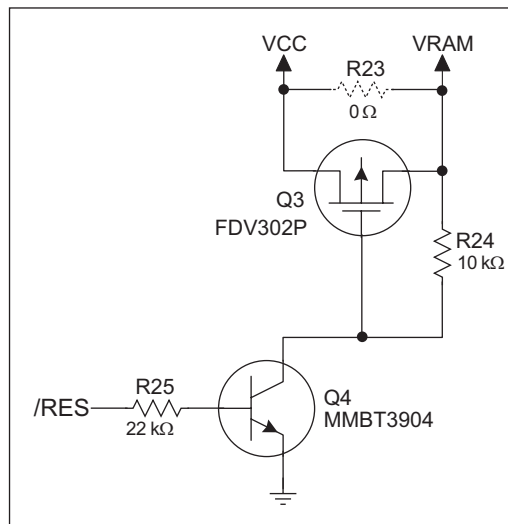 VCC
VRAM
R23
0 Ω
Q3
FDV302P
R24
10 kΩ
R25
/RES
22 kΩ
Q4
MMBT3904